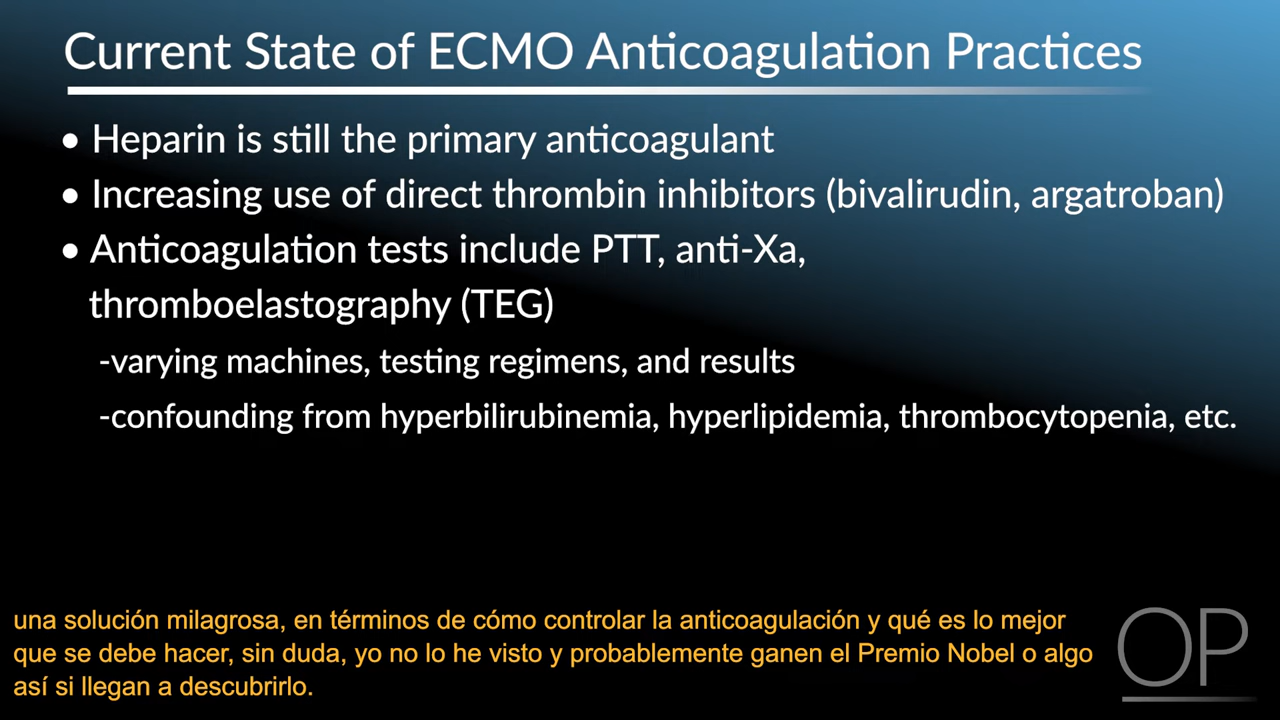 Current State of ECMO Anticoagulation Practices
• Heparin is still the primary anticoagulant
• Increasing use of direct thrombin inhibitors (bivalirudin, argatroban)
• Anticoagulation tests include PTT, anti-Xa,
thromboelastography (TEG)
-varying machines, testing regimens, and results
-confounding from hyperbilirubinemia, hyperlipidemia, thrombocytopenia, etc.
una solución milagrosa, en términos de cómo controlar la anticoagulación y qué es lo mejor
que se debe hacer, sin duda, yo no lo he visto y probablemente ganen el Premio Nobel o algo
así si llegan a descubrirlo.
OP